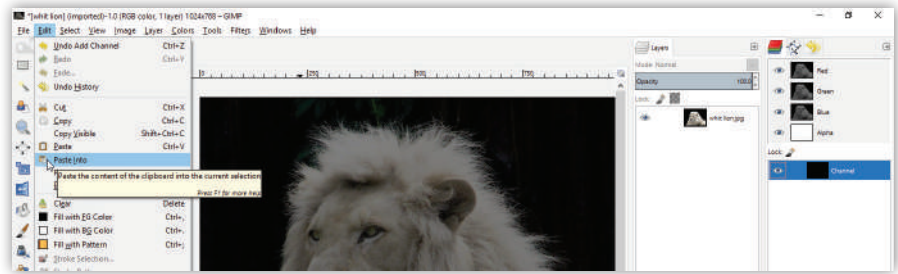 *[whit lion] (imported)-1.0 (RGB color, 1 layer) 1024x768 – GIMP
File Edit Select View Image Layer Colors Tools Filters Windows Help
Undo Add Channel Ctrl+Z
Redo Ctrl+Y
Fade...
Undo History
Cut Ctrl+X
Copy Ctrl+C
Copy Visible Shift+Ctrl+C
Paste Ctrl+V
Paste Into
Paste the content of the clipboard into the current selection
Press F1 for more help
Clear Delete
Fill with FG Color Ctrl+,
Fill with BG Color Ctrl+.
Fill with Pattern Ctrl+;
Stroke Selection...
0 250 500 750
Layers
Mode: Normal
Opacity 100.0
Lock:
whit lion.jpg
Red
Green
Blue
Alpha
Lock:
Channel